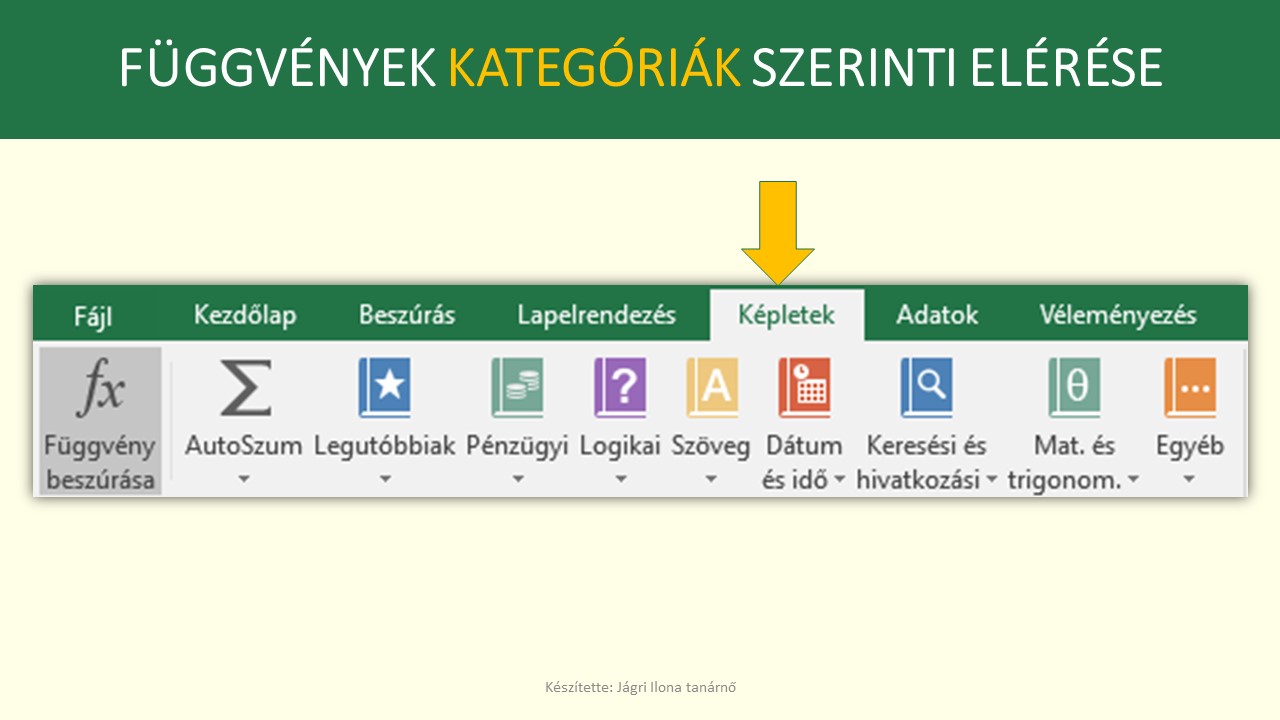 FÜGGVÉNYEK KATEGÓRIÁK SZERINTI ELÉRÉSE
Fájl Kezdőlap Beszúrás Lapelrendezés Képletek Adatok Véleményezés
fx Σ ? A θ
Függvény AutoSzum Legutóbbiak Pénzügyi Logikai Szöveg Dátum Keresési és Mat. és Egyéb
beszúrása és idő hivatkozási trigonom.
Készítette: Jágri Ilona tanárnő